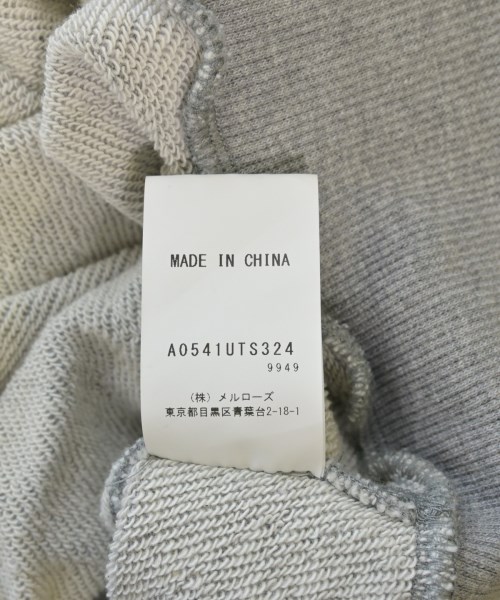 MADE IN CHINA
A0541UTS324
9949
(株) メルローズ
東京都目黒区青葉台2-18-1